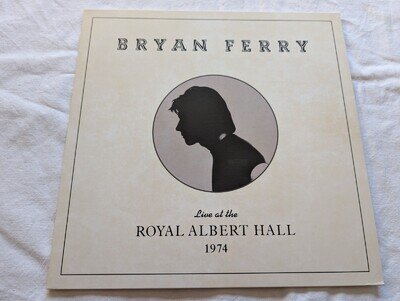 BRYAN FERRY
Live at the
ROYAL ALBERT HALL
1974